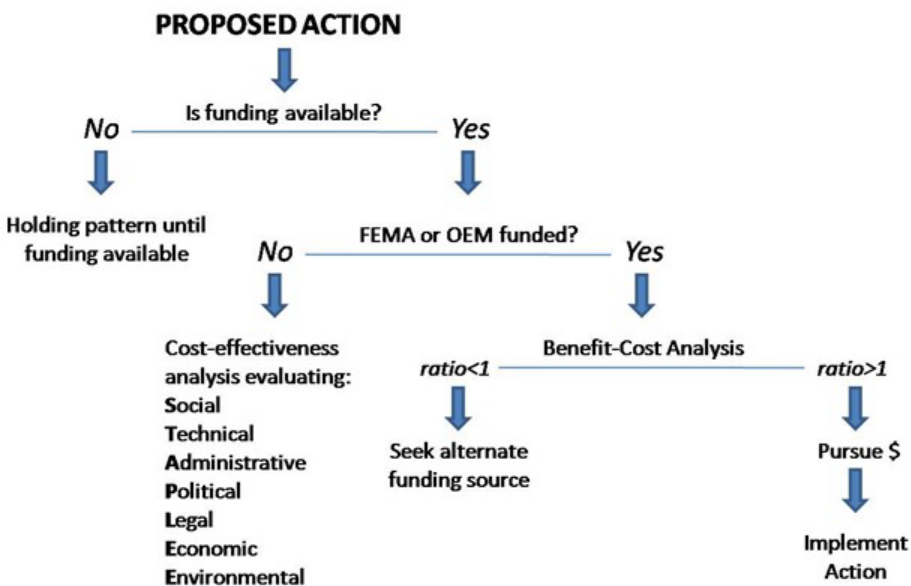 PROPOSED ACTION
Is funding available?
No
Yes
Holding pattern until
funding available
FEMA or OEM funded?
No
Yes
Cost-effectiveness
analysis evaluating:
Social
Technical
Administrative
Political
Legal
Economic
Environmental
Benefit-Cost Analysis
ratio<1
ratio>1
Seek alternate
funding source
Pursue $
Implement
Action